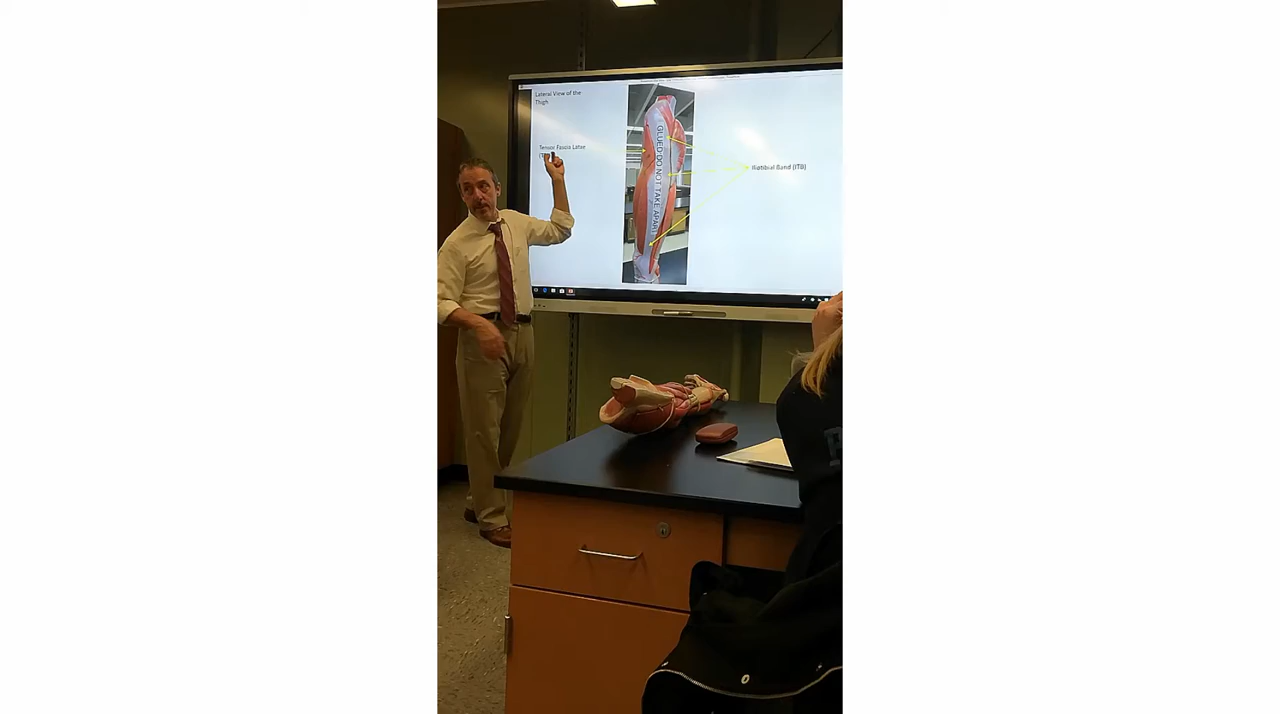 Lateral View of the
Thigh
Tensor Fascia Latae
GLUED DO NOT TAKE APART
Iliotibial Band (ITB)